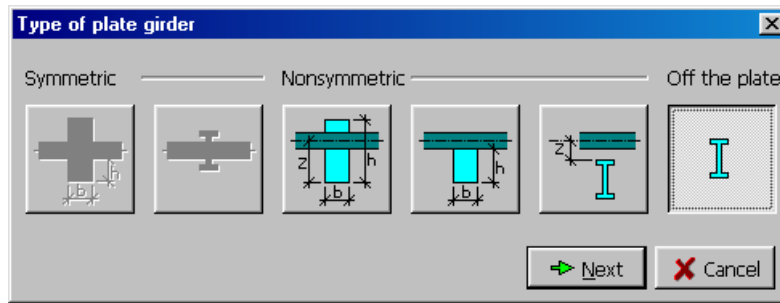 Type of plate girder
Symmetric Nonsymmetric Off the plate
b h z b h b h z
Next Cancel